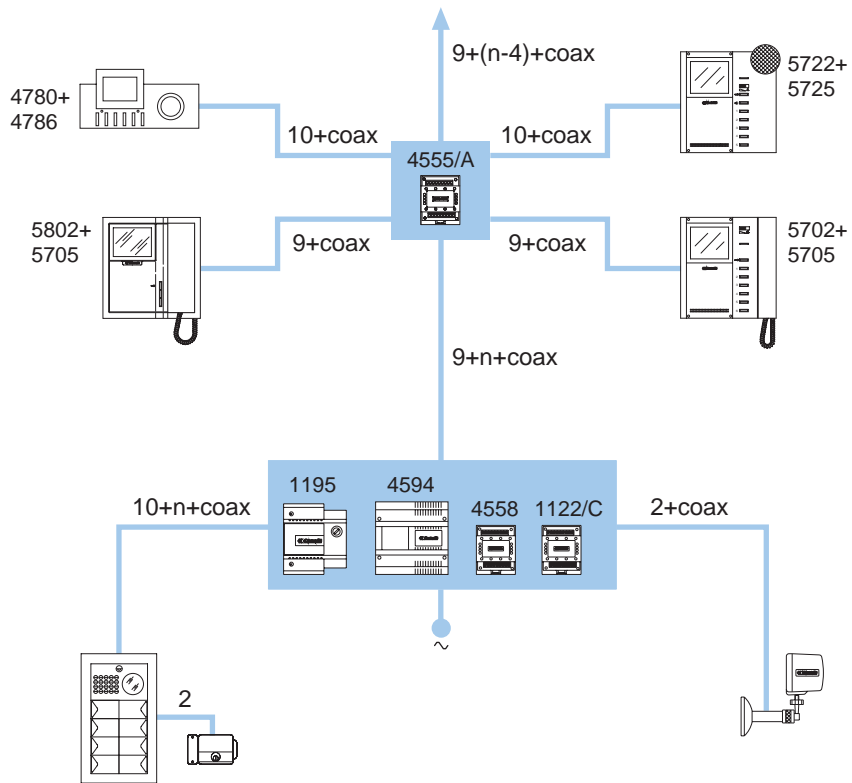 9+(n-4)+coax
4780+
4786
5722+
5725
10+coax
10+coax
4555/A
5802+
5705
9+coax
9+coax
5702+
5705
9+n+coax
1195
4594
4558
1122/C
10+n+coax
2+coax
~
2